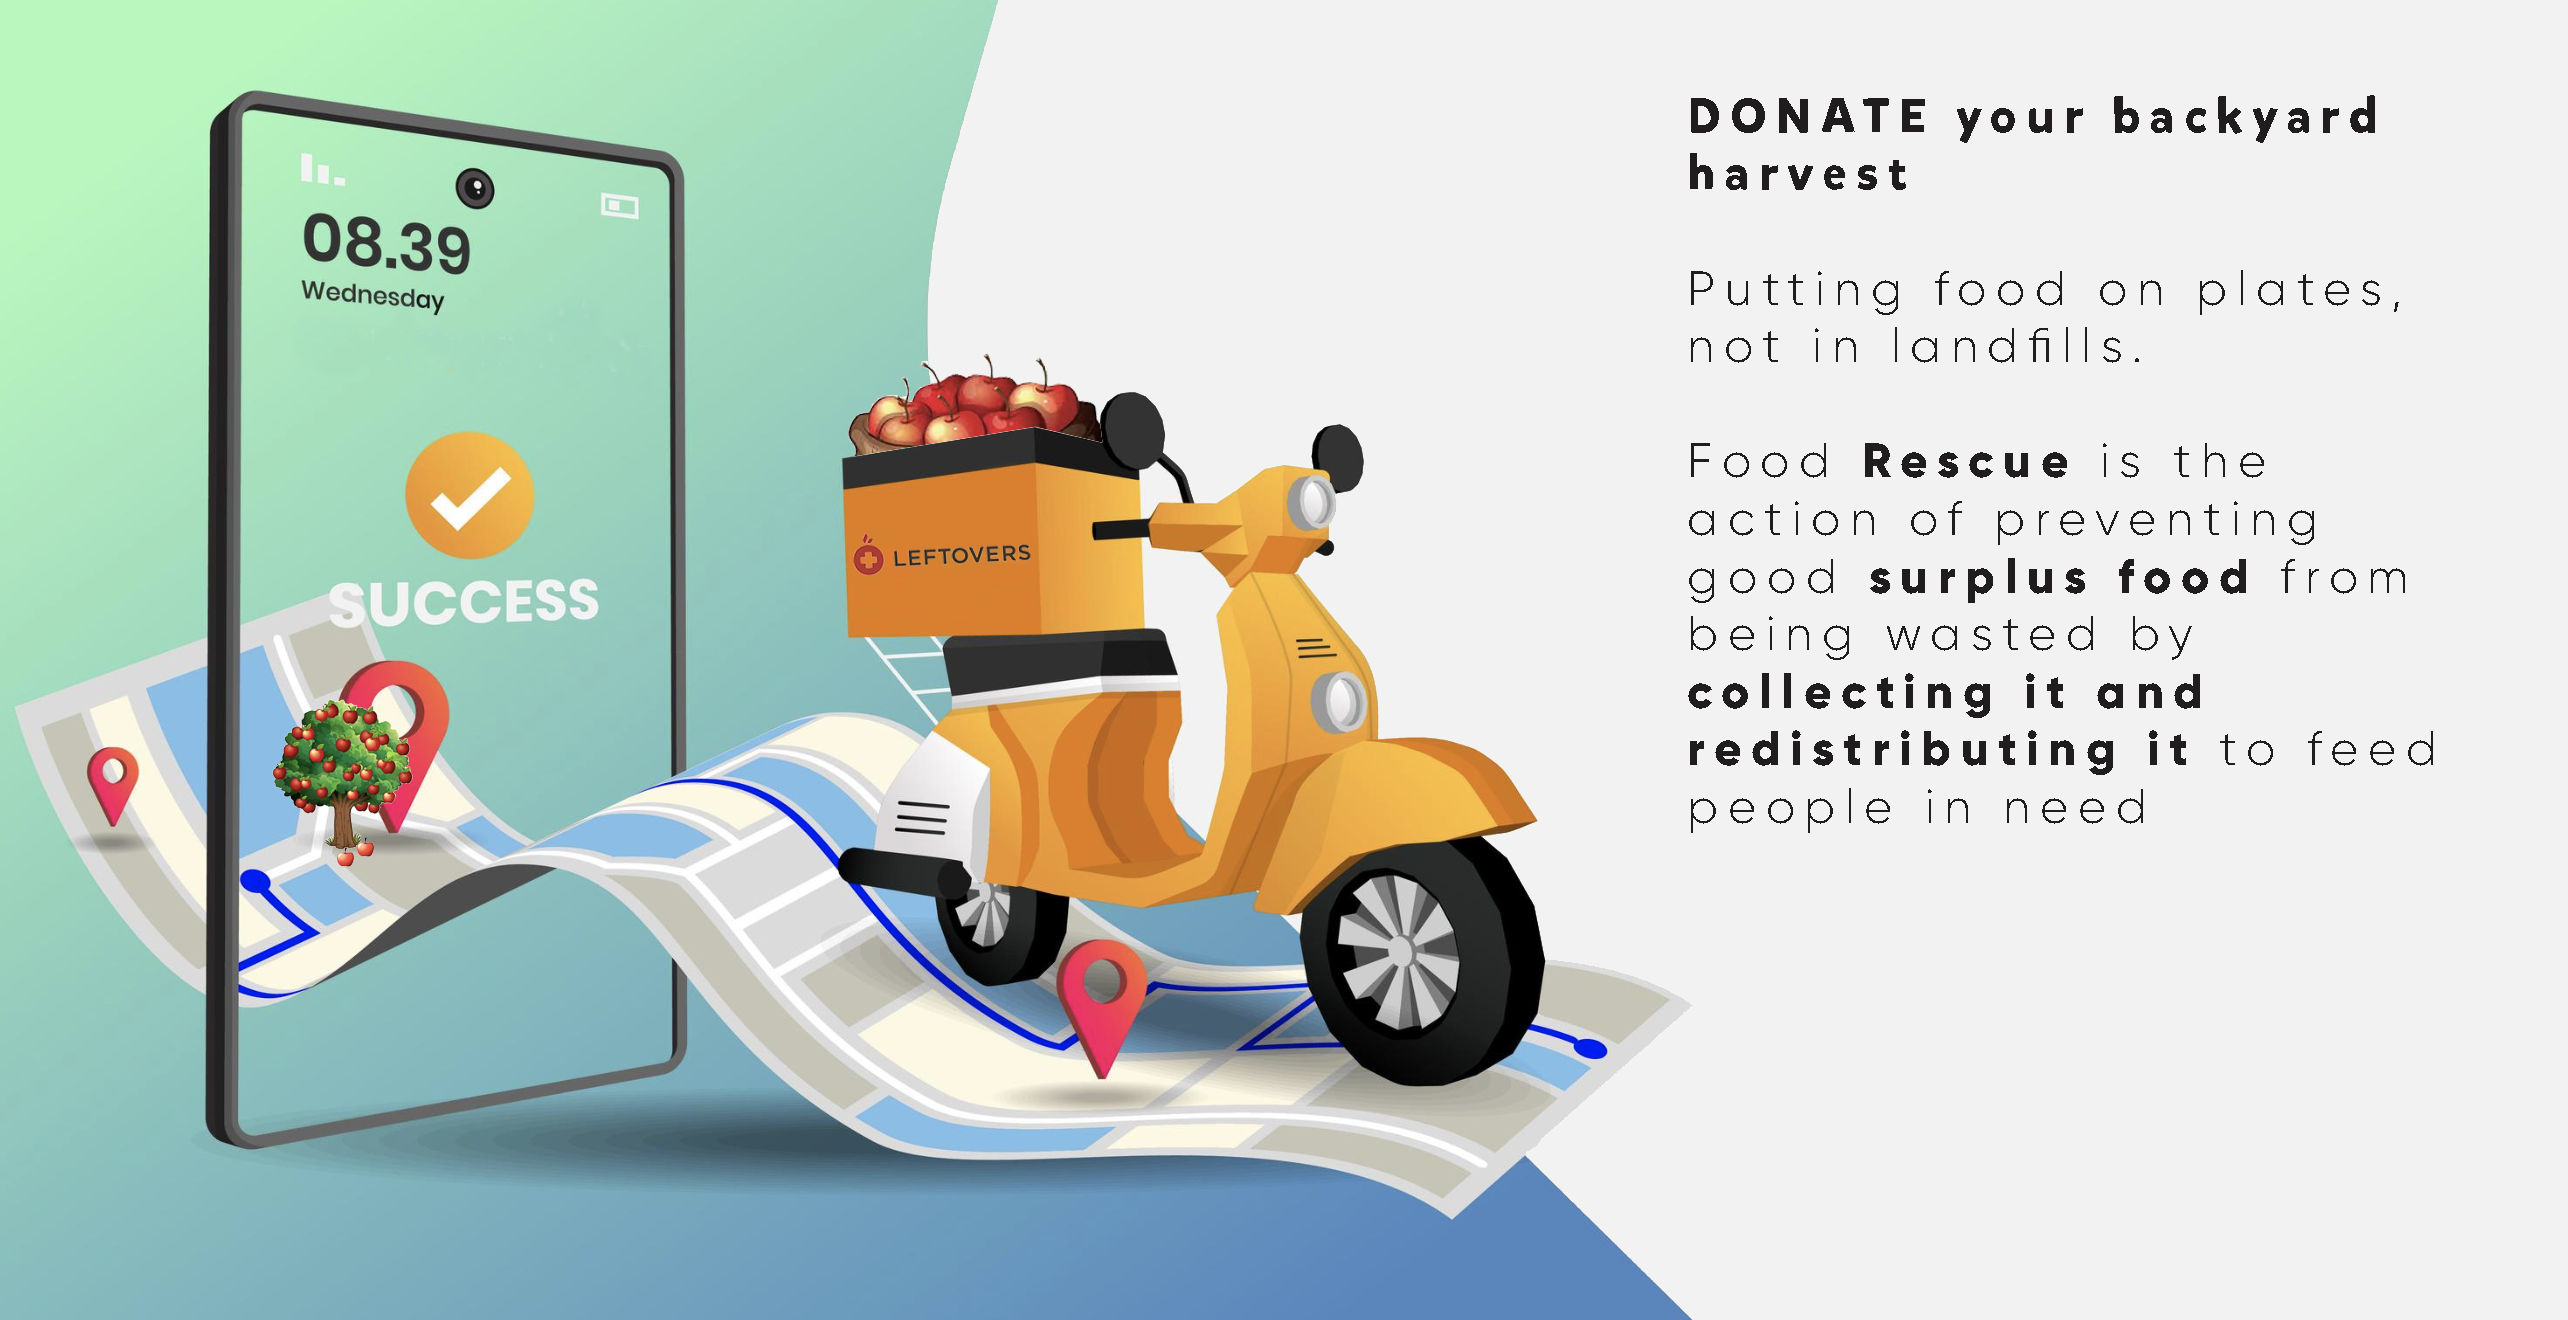 08.39
Wednesday
SUCCESS
LEFTOVERS
DONATE your backyard
harvest
Putting food on plates,
not in landfills.
Food Rescue is the
action of preventing
good surplus food from
being wasted by
collecting it and
redistributing it to feed
people in need